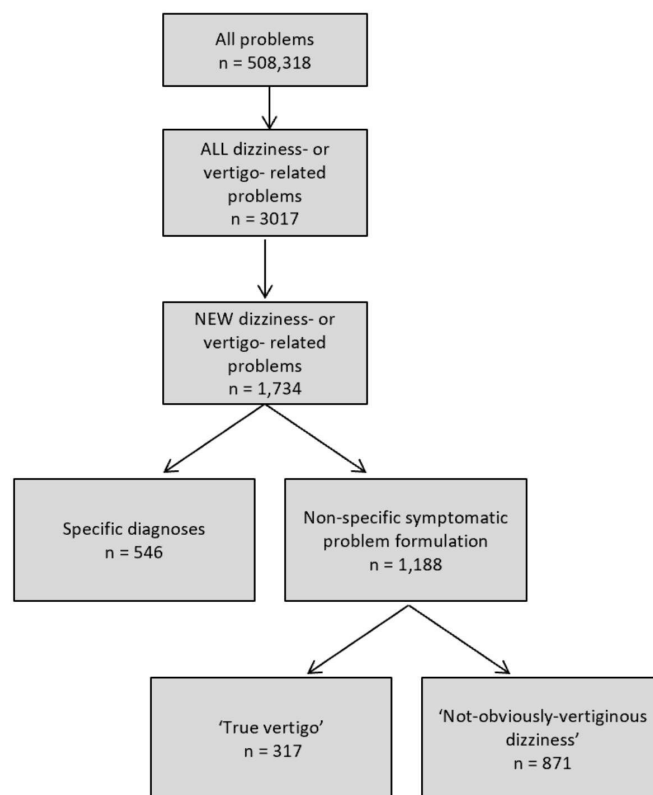 All problems
n = 508,318
ALL dizziness- or
vertigo- related
problems
n = 3017
NEW dizziness- or
vertigo- related
problems
n = 1,734
Specific diagnoses
n = 546
Non-specific symptomatic
problem formulation
n = 1,188
‘True vertigo’
n = 317
‘Not-obviously-vertiginous
dizziness’
n = 871